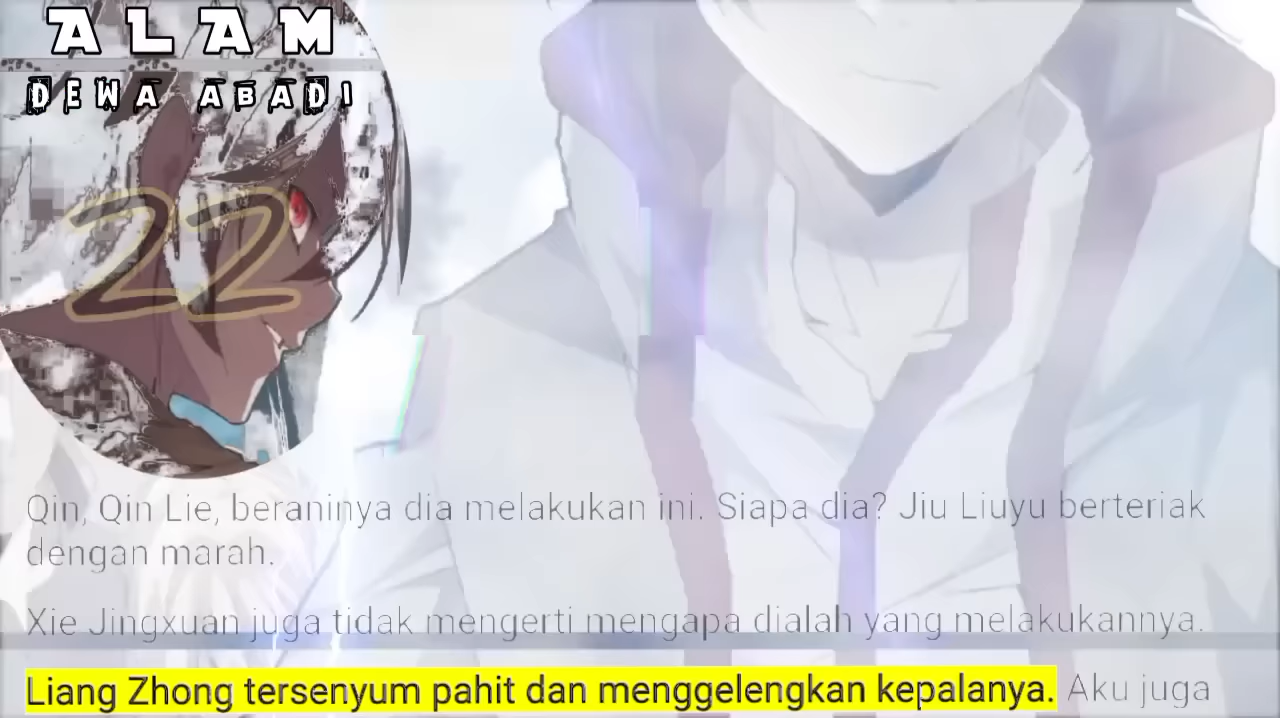 ALAM
DEWA ABADI
22
Qin, Qin Lie, beraninya dia melakukan ini. Siapa dia? Jiu Liuyu berteriak
dengan marah.
Xie Jingxuan juga tidak mengerti mengapa dialah yang melakukannya.
Liang Zhong tersenyum pahit dan menggelengkan kepalanya. Aku juga